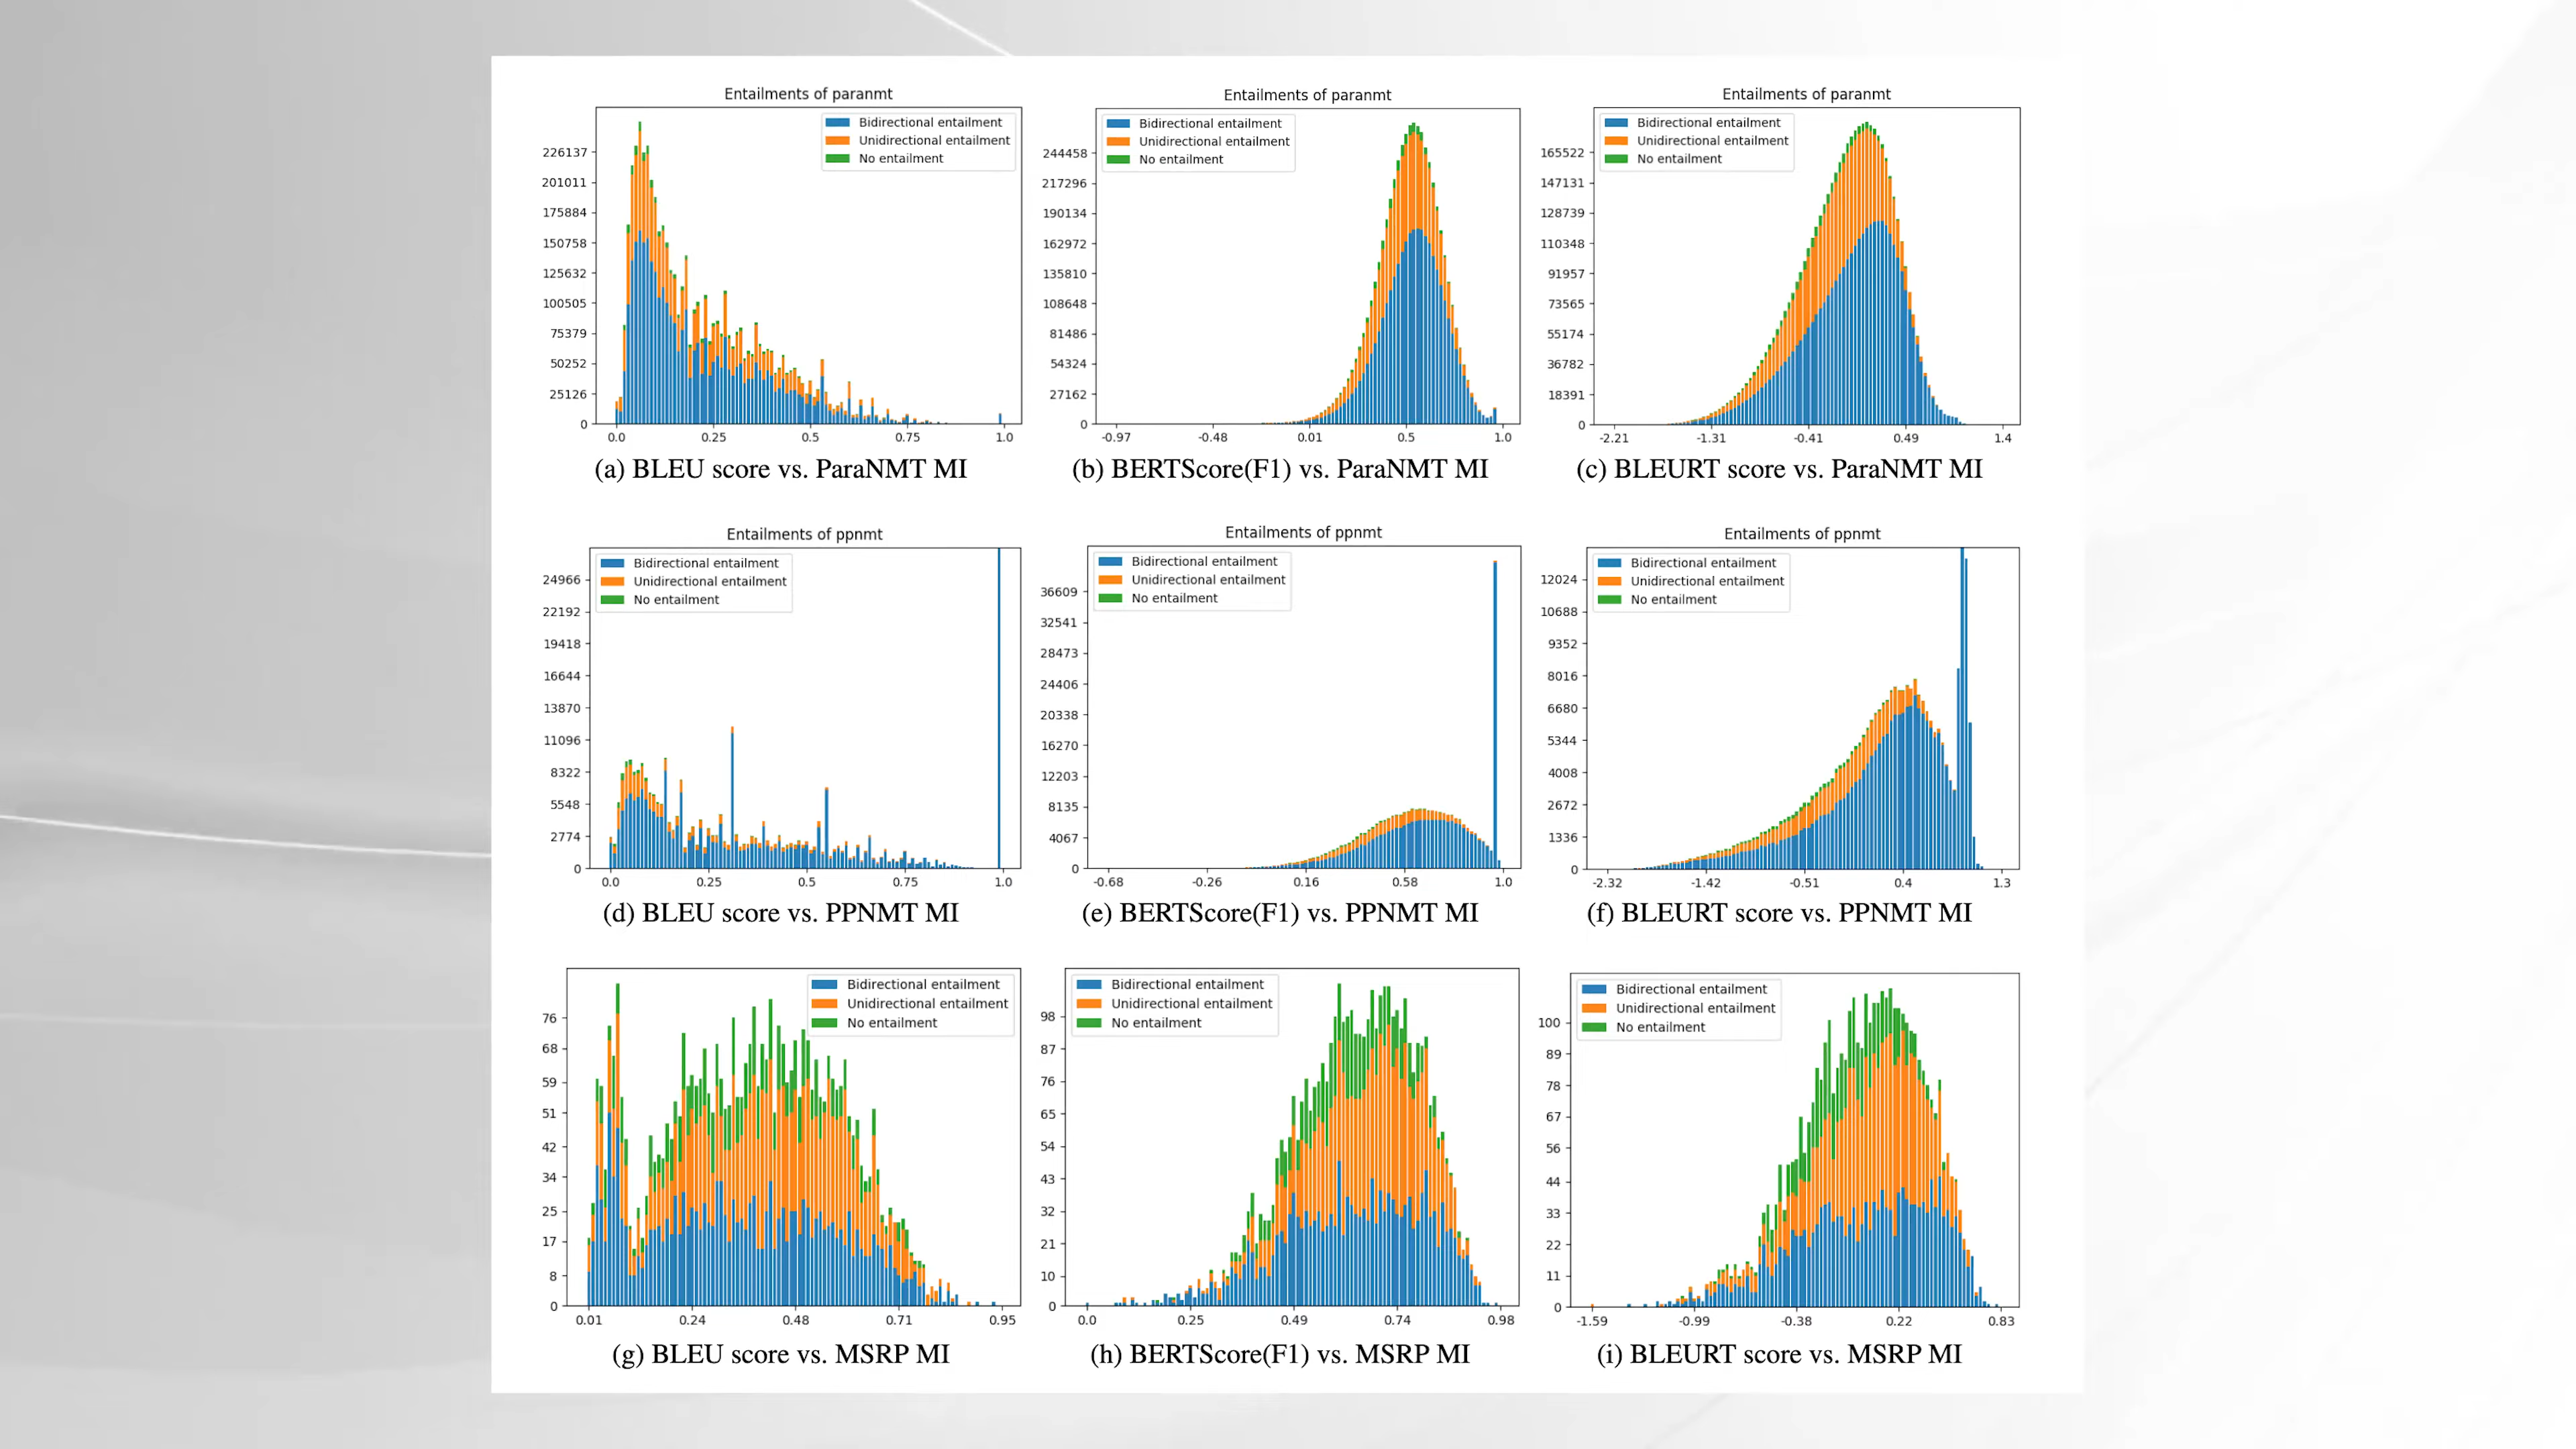 Entailments of paranmt
Bidirectional entailment
Unidirectional entailment
No entailment
226137
201011
175884
150758
125632
100505
75379
50252
25126
0
0.0 0.25 0.5 0.75 1.0
(a) BLEU score vs. ParaNMT MI
Entailments of paranmt
Bidirectional entailment
Unidirectional entailment
No entailment
244458
217296
190134
162972
135810
108648
81486
54324
27162
0
-0.97 -0.48 0.01 0.5 1.0
(b) BERTScore(F1) vs. ParaNMT MI
Entailments of paranmt
Bidirectional entailment
Unidirectional entailment
No entailment
165522
147131
128739
110348
91957
73565
55174
36782
18391
0
-2.21 -1.31 -0.41 0.49 1.4
(c) BLEURT score vs. ParaNMT MI
Entailments of ppnmt
Bidirectional entailment
Unidirectional entailment
No entailment
24966
22192
19418
16644
13870
11096
8322
5548
2774
0
0.0 0.25 0.5 0.75 1.0
(d) BLEU score vs. PPNMT MI
Entailments of ppnmt
Bidirectional entailment
Unidirectional entailment
No entailment
36609
32541
28473
24406
20338
16270
12203
8135
4067
0
-0.68 -0.26 0.16 0.58 1.0
(e) BERTScore(F1) vs. PPNMT MI
Entailments of ppnmt
Bidirectional entailment
Unidirectional entailment
No entailment
12024
10688
9352
8016
6680
5344
4008
2672
1336
0
-2.32 -1.42 -0.51 0.4 1.3
(f) BLEURT score vs. PPNMT MI
Bidirectional entailment
Unidirectional entailment
No entailment
76
68
59
51
42
34
25
17
8
0
0.01 0.24 0.48 0.71 0.95
(g) BLEU score vs. MSRP MI
Bidirectional entailment
Unidirectional entailment
No entailment
98
87
76
65
54
43
32
21
10
0
0.0 0.25 0.49 0.74 0.98
(h) BERTScore(F1) vs. MSRP MI
Bidirectional entailment
Unidirectional entailment
No entailment
100
89
78
67
56
44
33
22
11
0
-1.59 -0.99 -0.38 0.22 0.83
(i) BLEURT score vs. MSRP MI